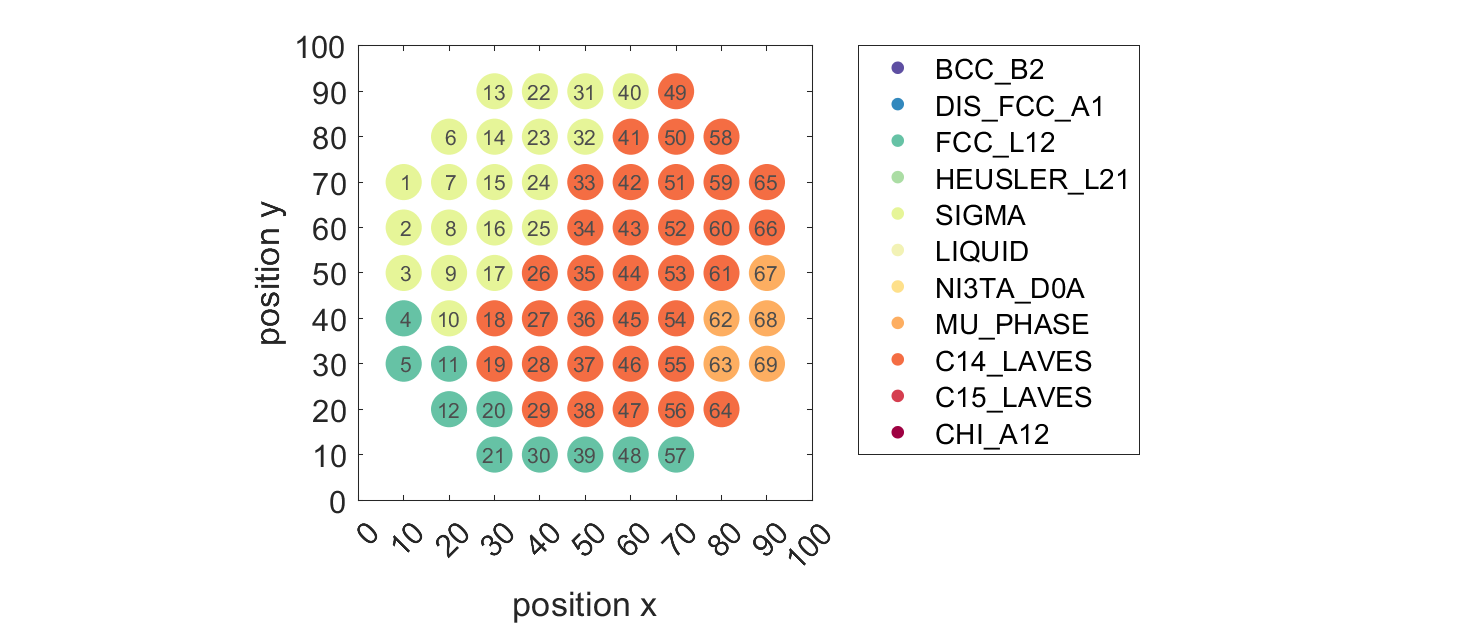 100
90 13 22 31 40 49
80 6 14 23 32 41 50 58
70 1 7 15 24 33 42 51 59 65
60 2 8 16 25 34 43 52 60 66
50 3 9 17 26 35 44 53 61 67
40 4 10 18 27 36 45 54 62 68
30 5 11 19 28 37 46 55 63 69
20 12 20 29 38 47 56 64
10 21 30 39 48 57
0
0 10 20 30 40 50 60 70 80 90 100
position x
position y
BCC_B2
DIS_FCC_A1
FCC_L12
HEUSLER_L21
SIGMA
LIQUID
NI3TA_D0A
MU_PHASE
C14_LAVES
C15_LAVES
CHI_A12